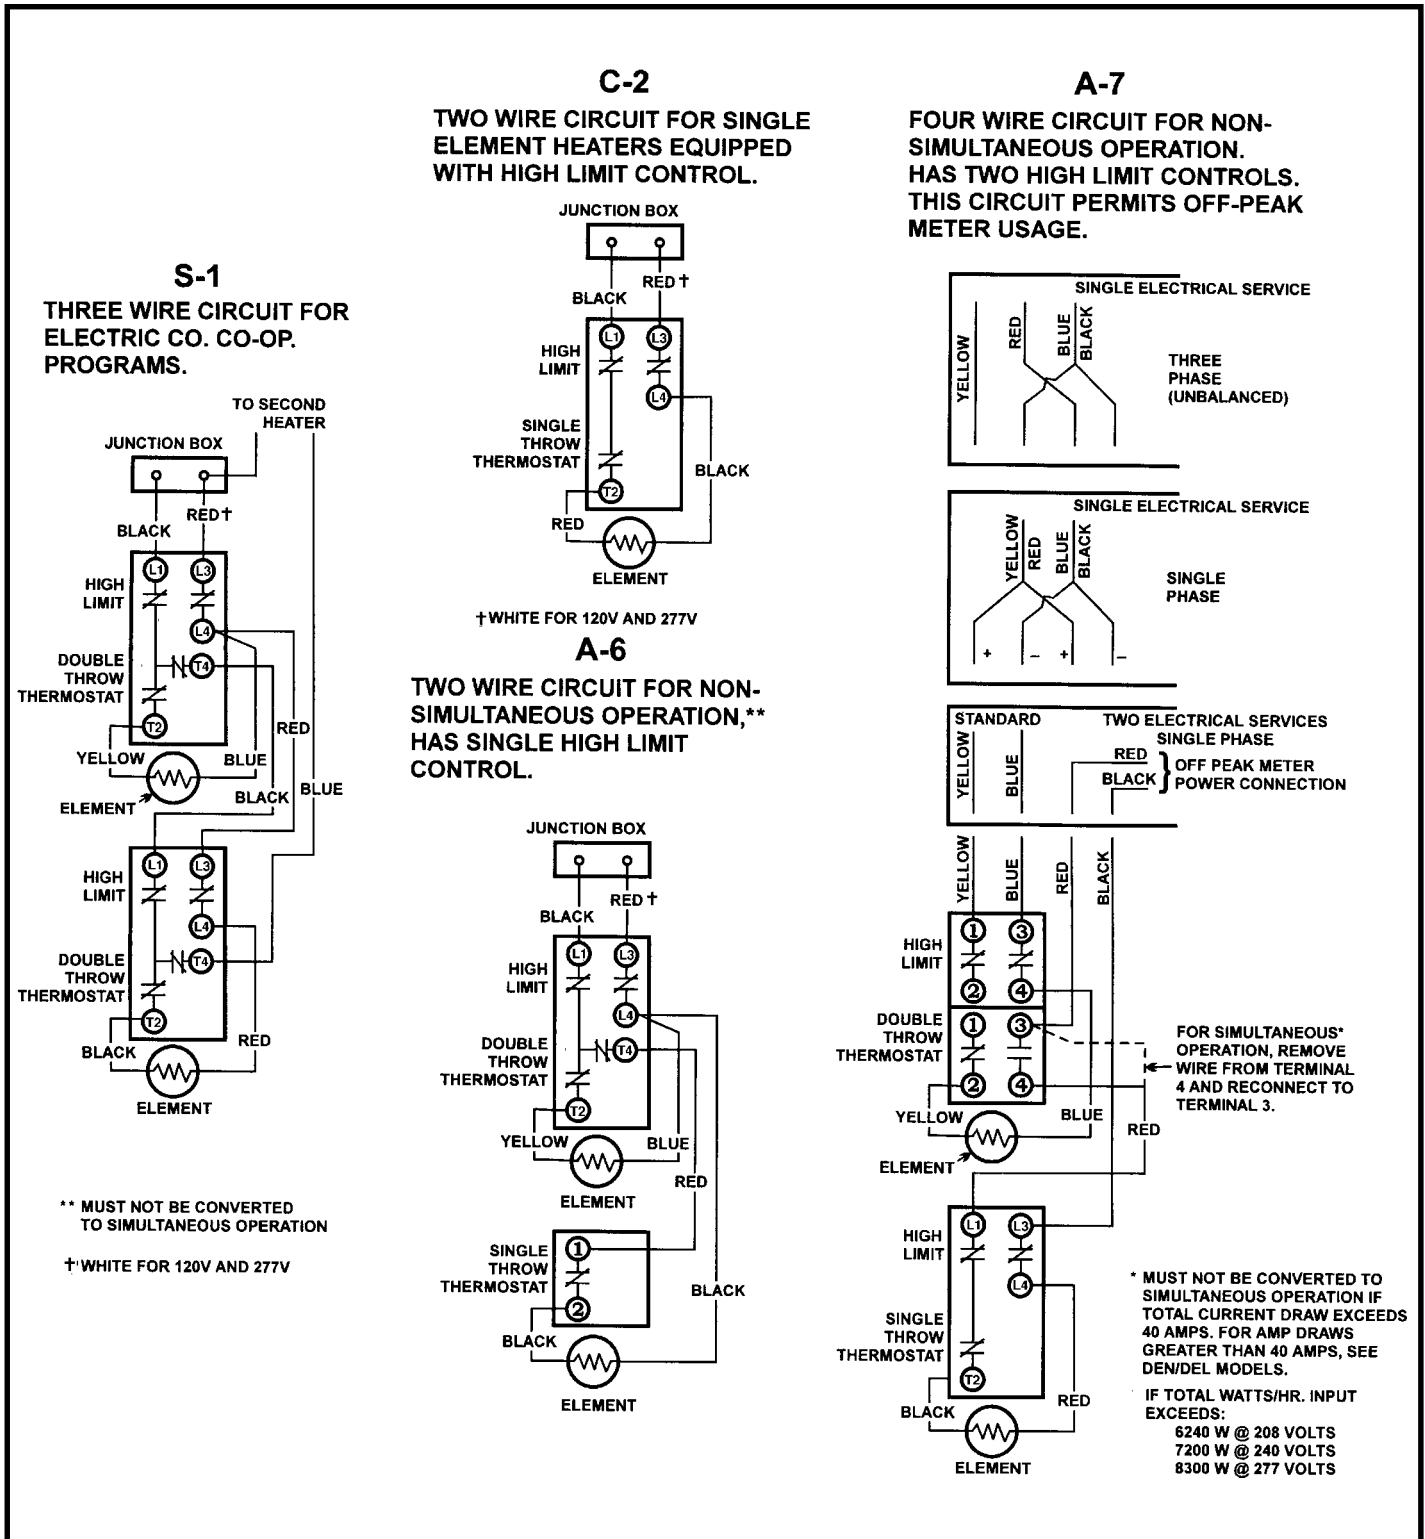 S-1
THREE WIRE CIRCUIT FOR
ELECTRIC CO. CO-OP.
PROGRAMS.
TO SECOND
HEATER
JUNCTION BOX
BLACK
RED†
L1
L3
HIGH
LIMIT
L4
DOUBLE
THROW
THERMOSTAT
T4
T2
RED
YELLOW
BLUE
ELEMENT
BLACK
BLUE
L1
L3
HIGH
LIMIT
L4
DOUBLE
THROW
THERMOSTAT
T4
T2
BLACK
RED
ELEMENT
** MUST NOT BE CONVERTED
TO SIMULTANEOUS OPERATION
† WHITE FOR 120V AND 277V
C-2
TWO WIRE CIRCUIT FOR SINGLE
ELEMENT HEATERS EQUIPPED
WITH HIGH LIMIT CONTROL.
JUNCTION BOX
RED †
BLACK
L1
L3
HIGH
LIMIT
L4
SINGLE
THROW
THERMOSTAT
BLACK
T2
RED
ELEMENT
† WHITE FOR 120V AND 277V
A-6
TWO WIRE CIRCUIT FOR NON-
SIMULTANEOUS OPERATION,**
HAS SINGLE HIGH LIMIT
CONTROL.
JUNCTION BOX
RED †
BLACK
L1
L3
HIGH
LIMIT
L4
DOUBLE
THROW
THERMOSTAT
T4
T2
YELLOW
BLUE
RED
ELEMENT
SINGLE
THROW
THERMOSTAT
1
2
BLACK
BLACK
ELEMENT
A-7
FOUR WIRE CIRCUIT FOR NON-
SIMULTANEOUS OPERATION.
HAS TWO HIGH LIMIT CONTROLS.
THIS CIRCUIT PERMITS OFF-PEAK
METER USAGE.
SINGLE ELECTRICAL SERVICE
YELLOW
RED
BLUE
BLACK
THREE
PHASE
(UNBALANCED)
SINGLE ELECTRICAL SERVICE
YELLOW
RED
BLUE
BLACK
SINGLE
PHASE
+ – + –
STANDARD
TWO ELECTRICAL SERVICES
SINGLE PHASE
YELLOW
BLUE
RED
BLACK
OFF PEAK METER
POWER CONNECTION
YELLOW
BLUE
RED
BLACK
HIGH
LIMIT
1
3
2
4
DOUBLE
THROW
THERMOSTAT
1
3
2
4
FOR SIMULTANEOUS*
OPERATION, REMOVE
WIRE FROM TERMINAL
4 AND RECONNECT TO
TERMINAL 3.
YELLOW
BLUE
RED
ELEMENT
L1
L3
HIGH
LIMIT
L4
SINGLE
THROW
THERMOSTAT
T2
BLACK
RED
ELEMENT
* MUST NOT BE CONVERTED TO
SIMULTANEOUS OPERATION IF
TOTAL CURRENT DRAW EXCEEDS
40 AMPS. FOR AMP DRAWS
GREATER THAN 40 AMPS, SEE
DEN/DEL MODELS.
IF TOTAL WATTS/HR. INPUT
EXCEEDS:
6240 W @ 208 VOLTS
7200 W @ 240 VOLTS
8300 W @ 277 VOLTS